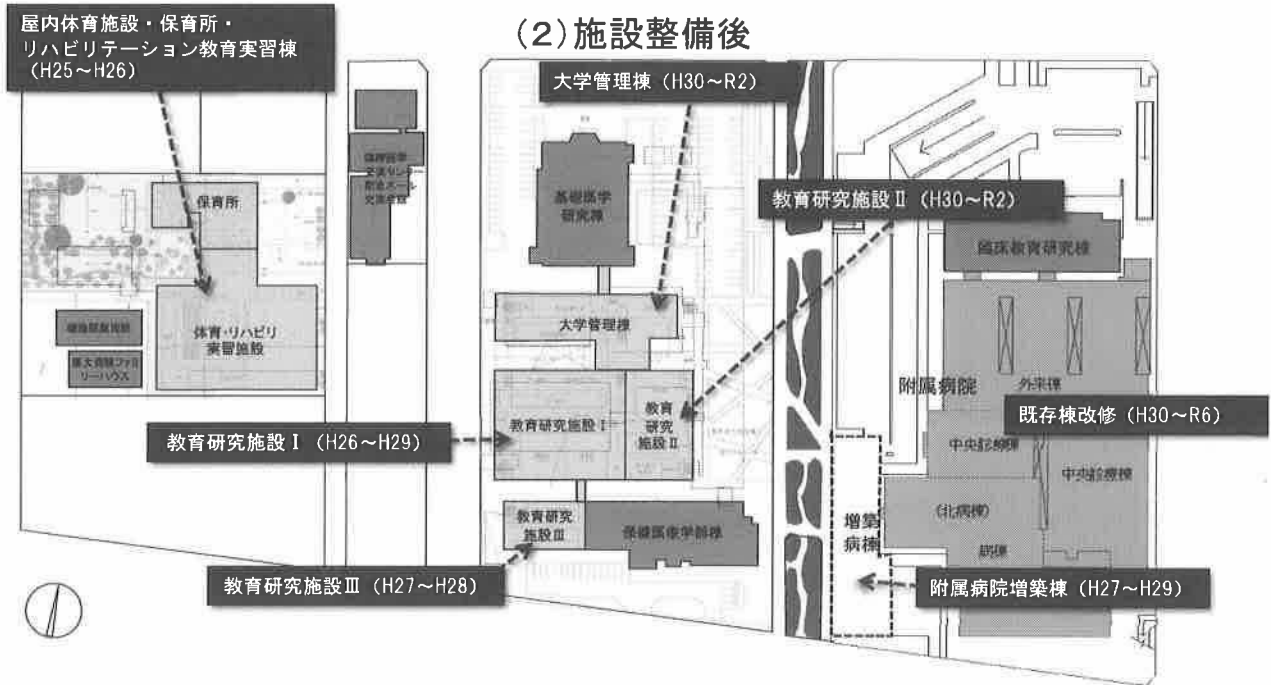 (2)施設整備後
屋内体育施設・保育所・
リハビリテーション教育実習棟
(H25～H26)
大学管理棟 (H30～R2)
教育研究施設Ⅱ (H30～R2)
保育所
基礎医学
研究棟
臨床教育研究棟
体育・リハビリ
実習施設
リーハウス
大学管理棟
附属病院
外来棟
既存棟改修 (H30～R6)
教育研究施設Ⅰ (H26～H29)
教育研究施設Ⅰ
教育
研究
施設Ⅱ
中央診療棟
中央診療棟
教育研究
施設Ⅲ
保健医療学部棟
増築
病棟
(北病棟)
病棟
教育研究施設Ⅲ (H27～H28)
附属病院増築棟 (H27～H29)